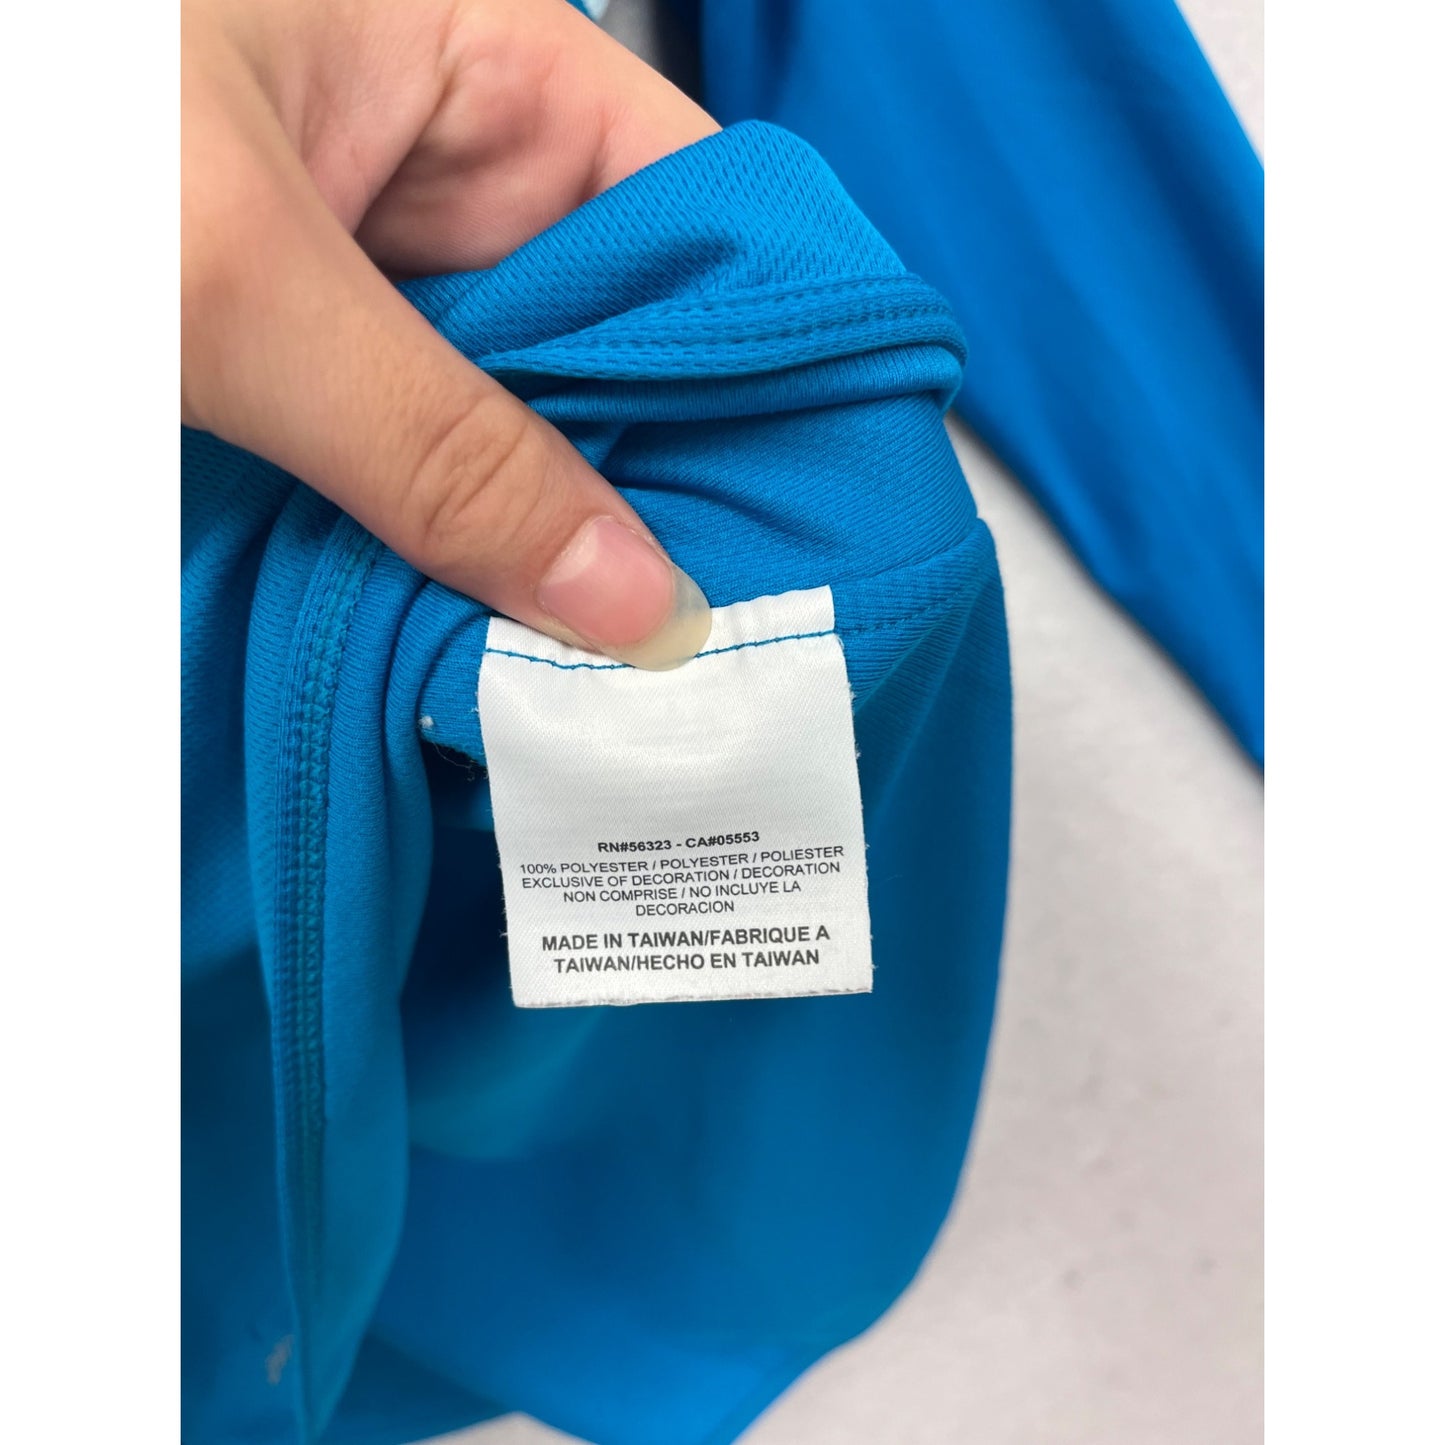 RN#56323 - CA#05553
100% POLYESTER / POLYESTER / POLIESTER
EXCLUSIVE OF DECORATION / DECORATION
NON COMPRISE / NO INCLUYE LA
DECORACION
MADE IN TAIWAN/FABRIQUE A
TAIWAN/HECHO EN TAIWAN